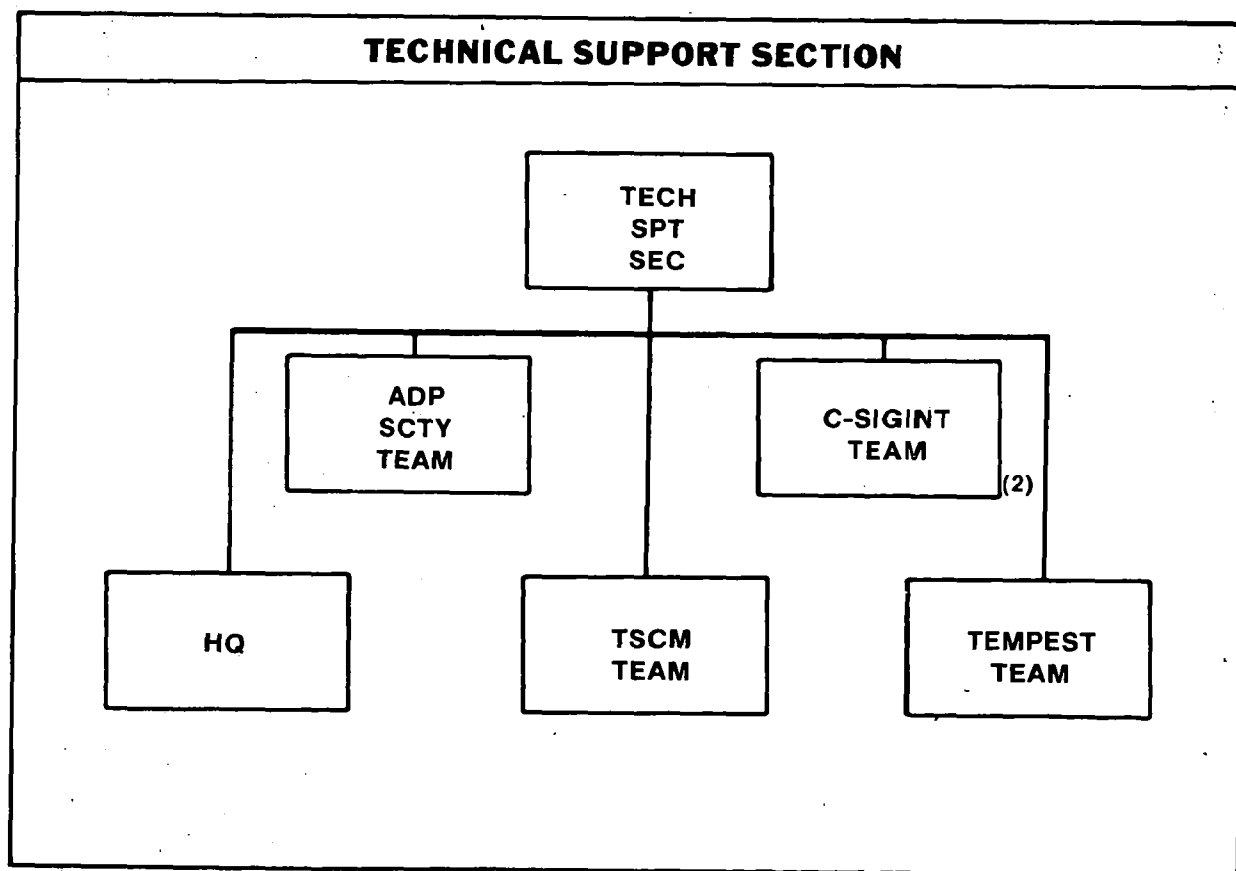 TECHNICAL SUPPORT SECTION
TECH
SPT
SEC
ADP
SCTY
TEAM
C-SIGINT
TEAM
(2)
HQ
TSCM
TEAM
TEMPEST
TEAM